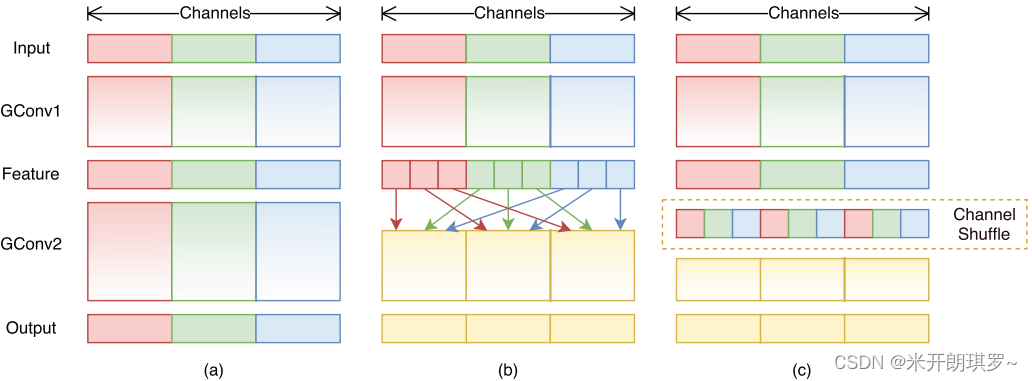 Channels Channels Channels
Input
GConv1
Feature
GConv2
Channel
Shuffle
Output
(a) (b) (c)
CSDN @米开朗琪罗~